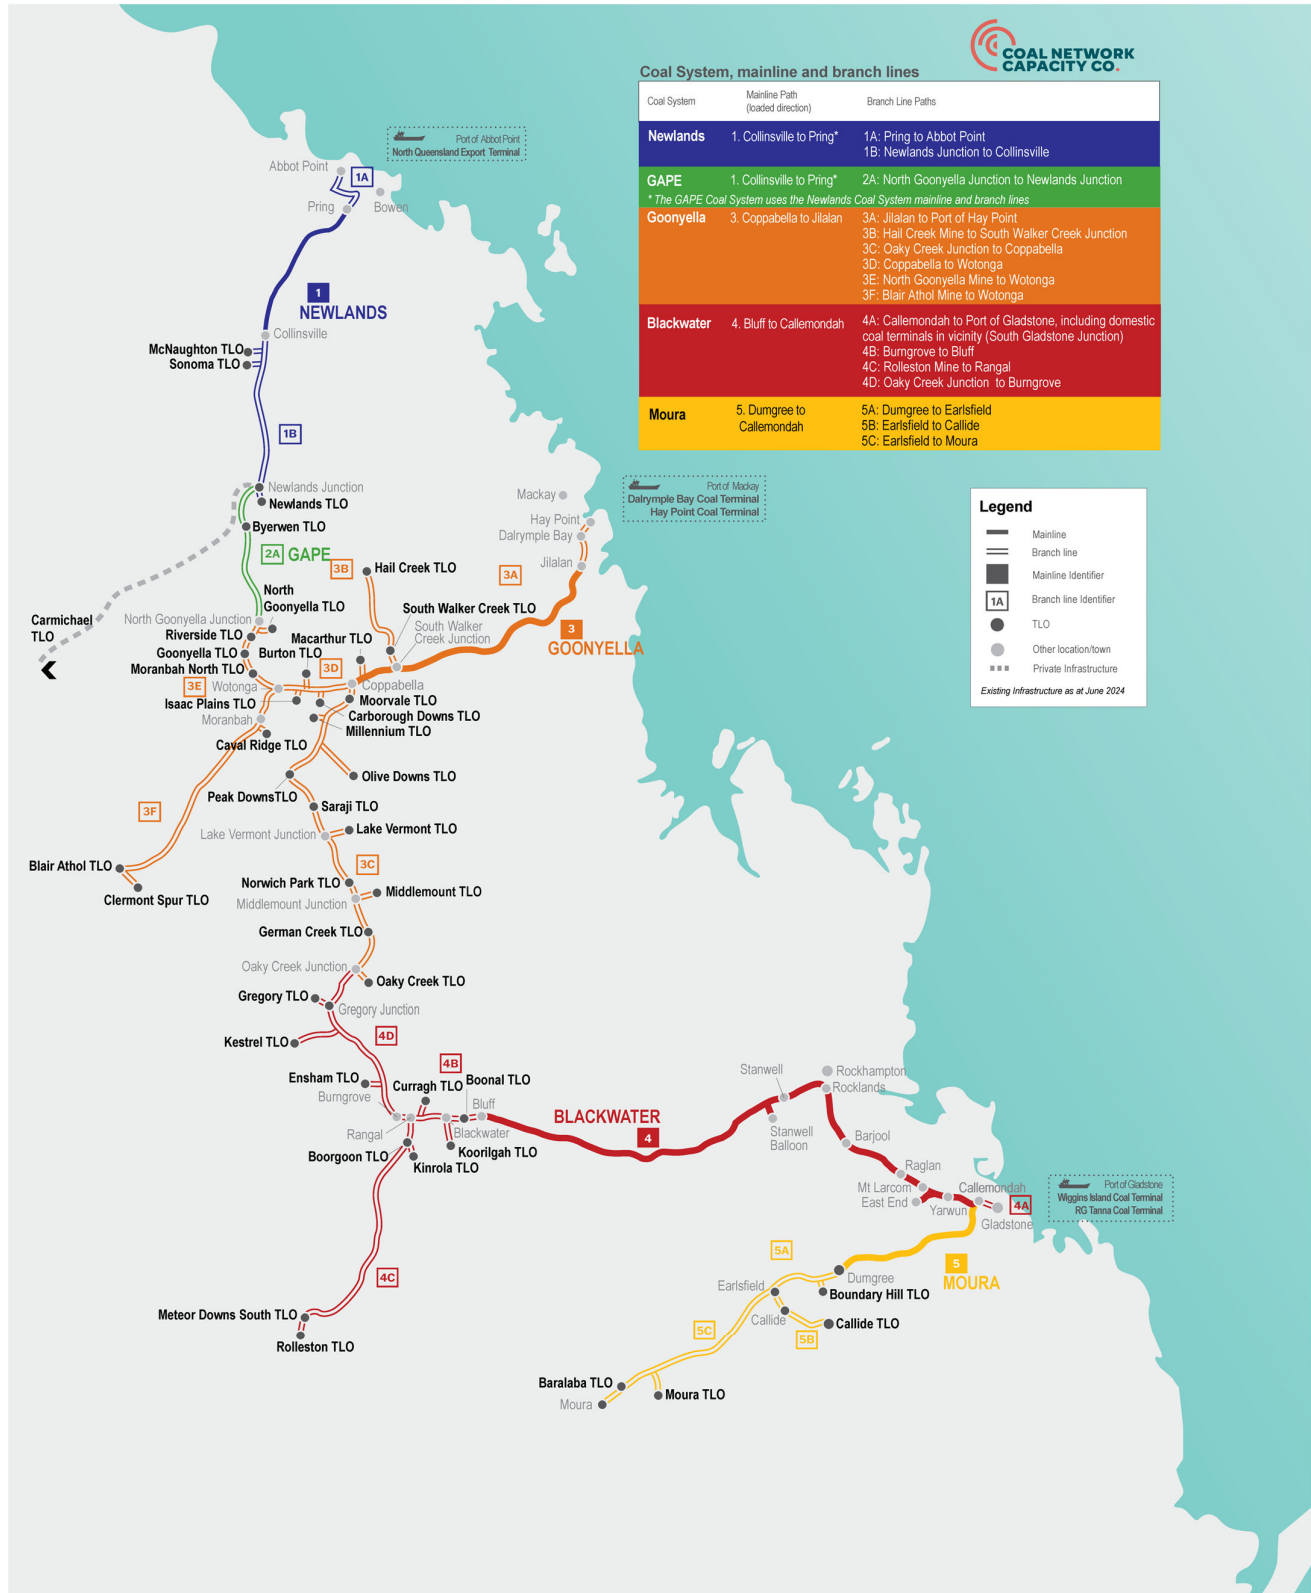 COAL NETWORK
CAPACITY CO.
Coal System, mainline and branch lines
Coal System
Mainline Path
(loaded direction)
Branch Line Paths
Newlands
1. Collinsville to Pring*
1A: Pring to Abbot Point
1B: Newlands Junction to Collinsville
GAPE
1. Collinsville to Pring*
2A: North Goonyella Junction to Newlands Junction
* The GAPE Coal System uses the Newlands Coal System mainline and branch lines
Goonyella
3. Coppabella to Jilalan
3A: Jilalan to Port of Hay Point
3B: Hail Creek Mine to South Walker Creek Junction
3C: Oaky Creek Junction to Coppabella
3D: Coppabella to Wotonga
3E: North Goonyella Mine to Wotonga
3F: Blair Athol Mine to Wotonga
Blackwater
4. Bluff to Callemondah
4A: Callemondah to Port of Gladstone, including domestic
coal terminals in vicinity (South Gladstone Junction)
4B: Burngrove to Bluff
4C: Rolleston Mine to Rangal
4D: Oaky Creek Junction to Burngrove
Moura
5. Dumgree to
Callemondah
5A: Dumgree to Earlsfield
5B: Earlsfield to Callide
5C: Earlsfield to Moura
Port of Abbot Point
North Queensland Export Terminal
Abbot Point
1A
Pring
Bowen
1
NEWLANDS
Collinsville
McNaughton TLO
Sonoma TLO
1B
Newlands Junction
Newlands TLO
Byerwen TLO
2A
GAPE
Carmichael
TLO
North
Goonyella TLO
North Goonyella Junction
Riverside TLO
Goonyella TLO
Moranbah North TLO
3B
Hail Creek TLO
South Walker Creek TLO
South Walker
Creek Junction
Macarthur TLO
Burton TLO
3D
3E
Wotonga
Coppabella
Isaac Plains TLO
Moorvale TLO
Moranbah
Carborough Downs TLO
Millennium TLO
Caval Ridge TLO
Olive Downs TLO
Peak DownsTLO
Saraji TLO
3F
Lake Vermont Junction
Lake Vermont TLO
3C
Blair Athol TLO
Clermont Spur TLO
Norwich Park TLO
Middlemount TLO
Middlemount Junction
German Creek TLO
Oaky Creek Junction
Oaky Creek TLO
Mackay
Hay Point
Dalrymple Bay
Jilalan
3A
3
GOONYELLA
Port of Mackay
Dalrymple Bay Coal Terminal
Hay Point Coal Terminal
Legend
Mainline
Branch line
Mainline Identifier
1A
Branch line Identifier
TLO
Other location/town
Private Infrastructure
Existing Infrastructure as at June 2024
Gregory TLO
Gregory Junction
Kestrel TLO
4D
Ensham TLO
Burngrove
4B
Curragh TLO
Boonal TLO
Bluff
Rangal
Blackwater
Boorgoon TLO
Kinrola TLO
Koorilgah TLO
BLACKWATER
4
4C
Meteor Downs South TLO
Rolleston TLO
Stanwell
Rockhampton
Rocklands
Stanwell
Balloon
Barjool
Raglan
Mt Larcom
East End
Yarwun
Callemondah
4A
Gladstone
Port of Gladstone
Wiggins Island Coal Terminal
RG Tanna Coal Terminal
5
MOURA
5A
Dumgree
Boundary Hill TLO
Earlsfield
Callide
Callide TLO
5B
5C
Baralaba TLO
Moura TLO
Moura